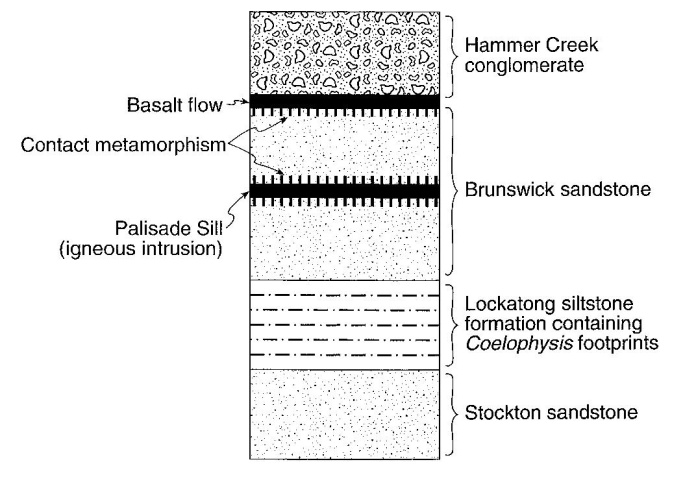 Hammer Creek
conglomerate
Basalt flow
Contact metamorphism
Brunswick sandstone
Palisade Sill
(igneous intrusion)
Lockatong siltstone
formation containing
Coelophysis footprints
Stockton sandstone